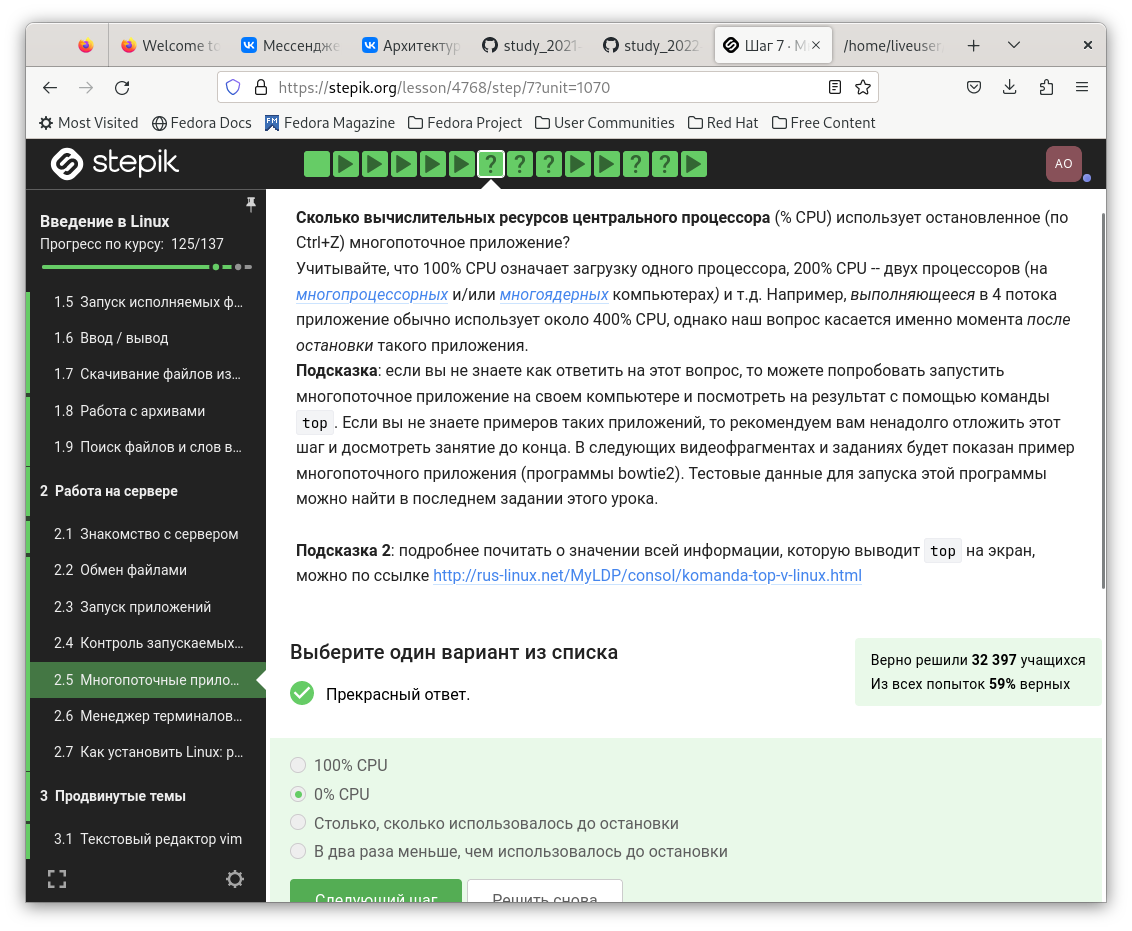 Welcome to
Мессендже
Архитектур
study_2021-
study_2022
Шаг 7 · М
/home/liveuser
https://stepik.org/lesson/4768/step/7?unit=1070
Most Visited
Fedora Docs
Fedora Magazine
Fedora Project
User Communities
Red Hat
Free Content
stepik
AO
Введение в Linux
Прогресс по курсу: 125/137
1.5 Запуск исполняемых ф...
1.6 Ввод / вывод
1.7 Скачивание файлов из...
1.8 Работа с архивами
1.9 Поиск файлов и слов в...
2 Работа на сервере
2.1 Знакомство с сервером
2.2 Обмен файлами
2.3 Запуск приложений
2.4 Контроль запускаемых...
2.5 Многопоточные прило...
2.6 Менеджер терминалов...
2.7 Как установить Linux: р...
3 Продвинутые темы
3.1 Текстовый редактор vim
Сколько вычислительных ресурсов центрального процессора (% CPU) использует остановленное (по
Ctrl+Z) многопоточное приложение?
Учитывайте, что 100% CPU означает загрузку одного процессора, 200% CPU -- двух процессоров (на
многопроцессорных и/или многоядерных компьютерах) и т.д. Например, выполняющееся в 4 потока
приложение обычно использует около 400% CPU, однако наш вопрос касается именно момента после
остановки такого приложения.
Подсказка: если вы не знаете как ответить на этот вопрос, то можете попробовать запустить
многопоточное приложение на своем компьютере и посмотреть на результат с помощью команды
top. Если вы не знаете примеров таких приложений, то рекомендуем вам ненадолго отложить этот
шаг и досмотреть занятие до конца. В следующих видеофрагментах и заданиях будет показан пример
многопоточного приложения (программы bowtie2). Тестовые данные для запуска этой программы
можно найти в последнем задании этого урока.
Подсказка 2: подробнее почитать о значении всей информации, которую выводит top на экран,
можно по ссылке http://rus-linux.net/MyLDP/consol/komanda-top-v-linux.html
Выберите один вариант из списка
Прекрасный ответ.
Верно решили 32 397 учащихся
Из всех попыток 59% верных
100% CPU
0% CPU
Столько, сколько использовалось до остановки
В два раза меньше, чем использовалось до остановки
Следующий шаг
Решить снова